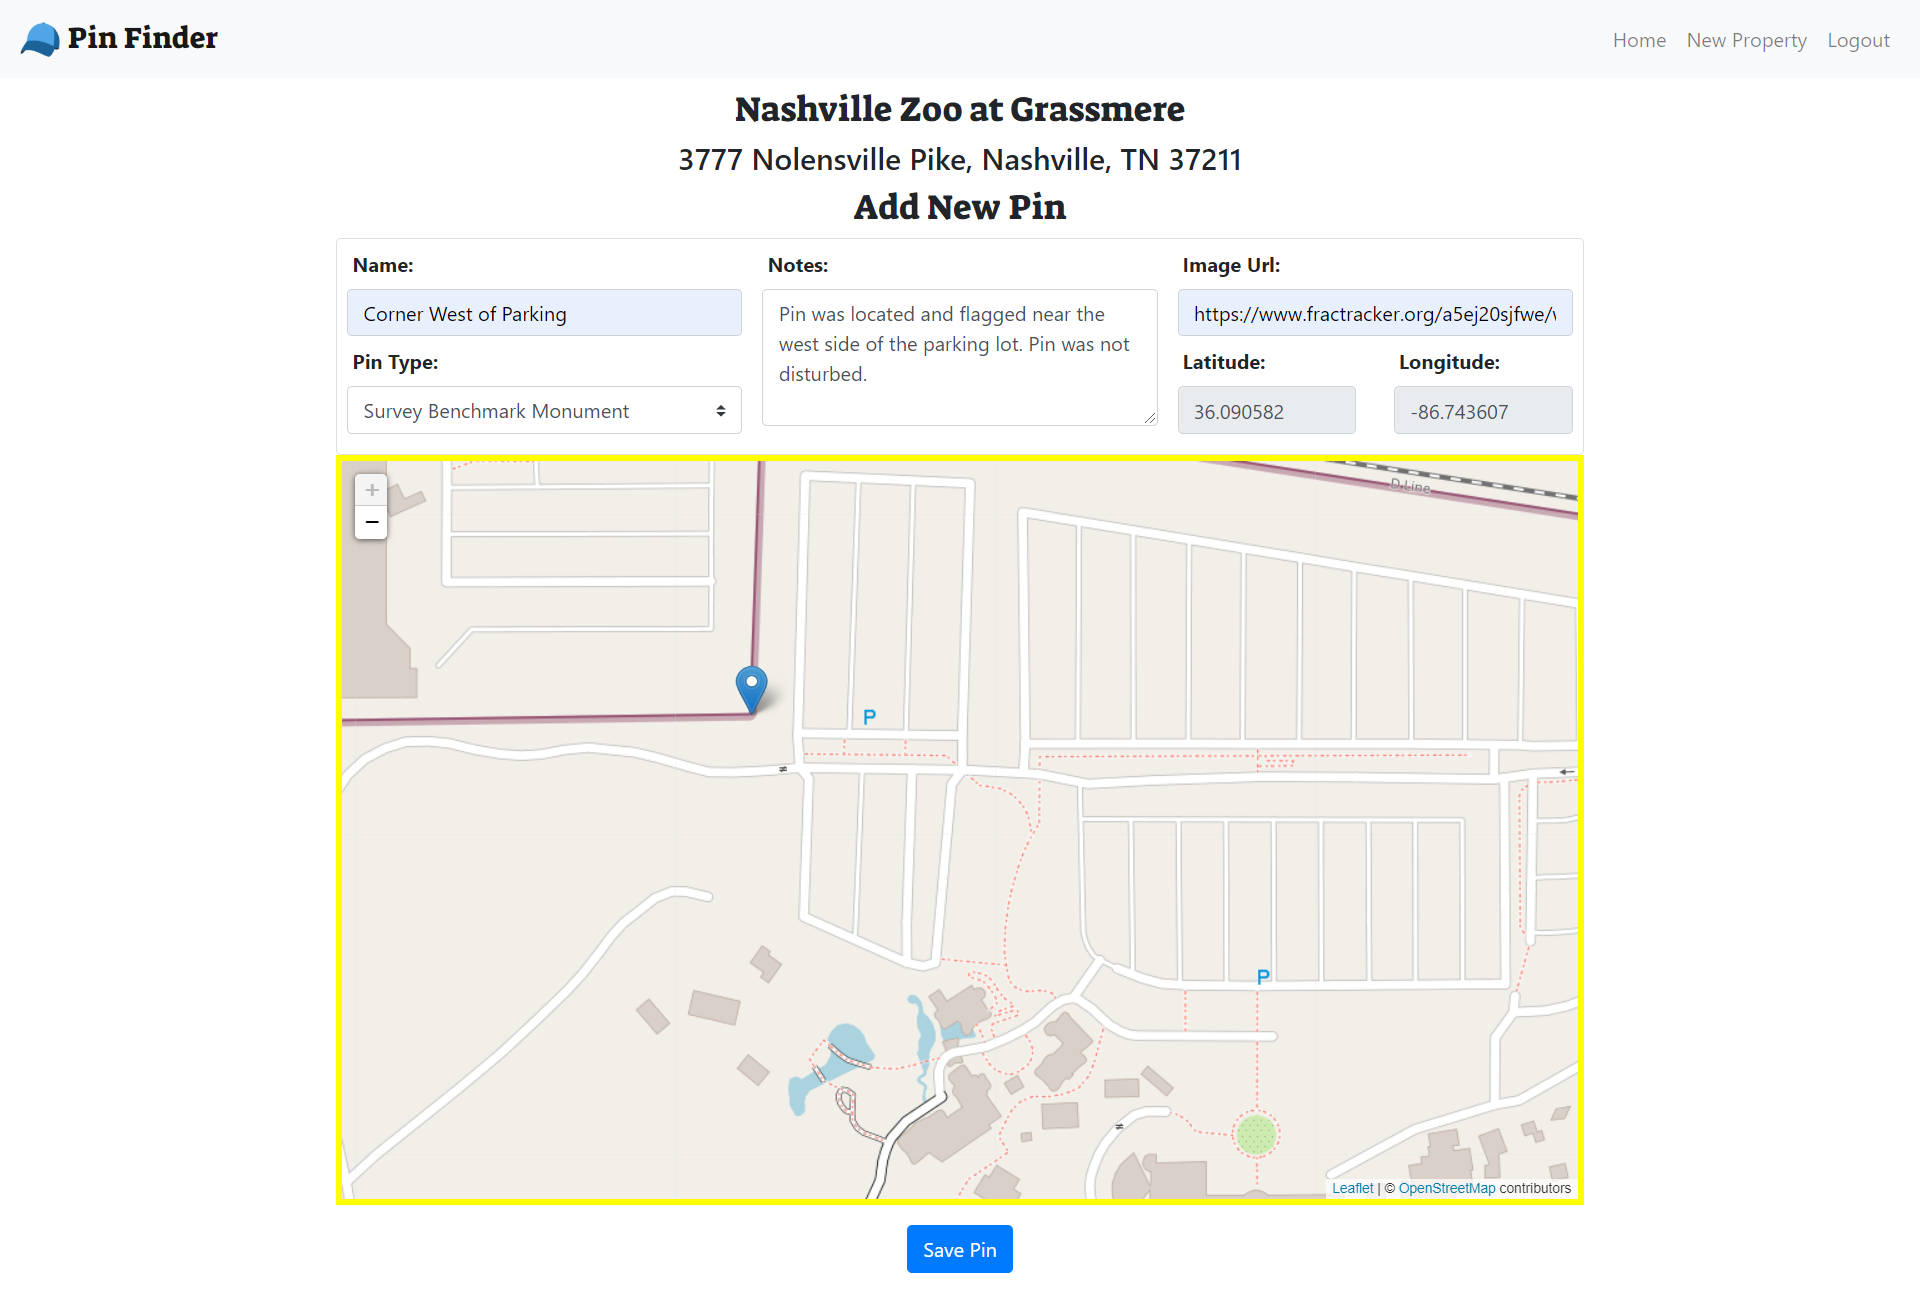 Pin Finder
Home New Property Logout
Nashville Zoo at Grassmere
3777 Nolensville Pike, Nashville, TN 37211
Add New Pin
Name:
Corner West of Parking
Pin Type:
Survey Benchmark Monument
Notes:
Pin was located and flagged near the
west side of the parking lot. Pin was not
disturbed.
Image Url:
https://www.fractracker.org/a5ej20sjfwe/
Latitude:
36.090582
Longitude:
-86.743607
+
−
D Line
P
P
Leaflet | © OpenStreetMap contributors
Save Pin